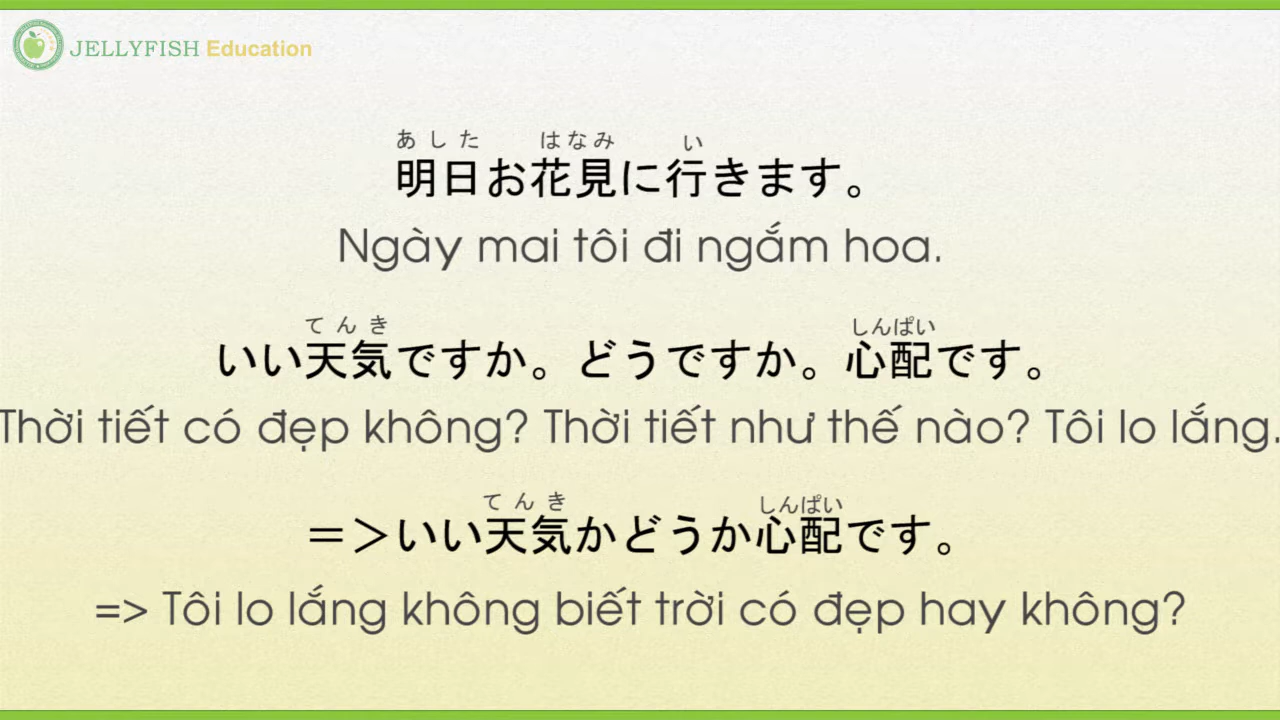 JELLYFISH Education
あした はなみ い
明日お花見に行きます。
Ngày mai tôi đi ngắm hoa.
てんき しんぱい
いい天気ですか。どうですか。心配です。
Thời tiết có đẹp không? Thời tiết như thế nào? Tôi lo lắng.
てんき しんぱい
＝＞いい天気かどうか心配です。
=> Tôi lo lắng không biết trời có đẹp hay không?